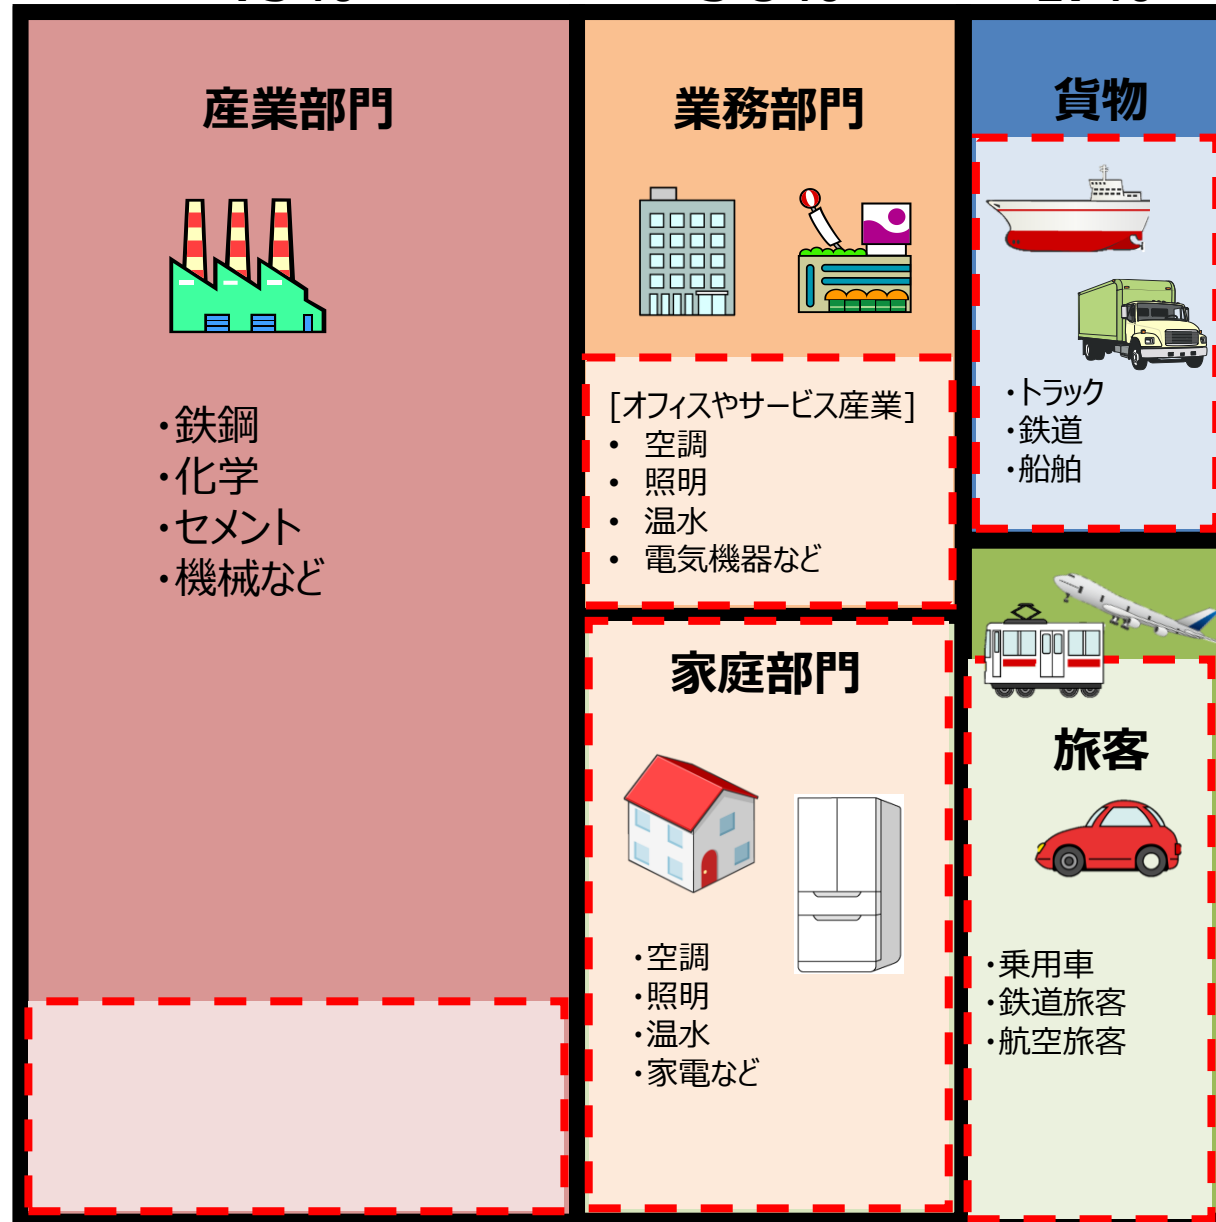 産業部門
・鉄鋼
・化学
・セメント
・機械など
業務部門
[オフィスやサービス産業]
• 空調
• 照明
• 温水
• 電気機器など
家庭部門
・空調
・照明
・温水
・家電など
貨物
・トラック
・鉄道
・船舶
旅客
・乗用車
・鉄道旅客
・航空旅客